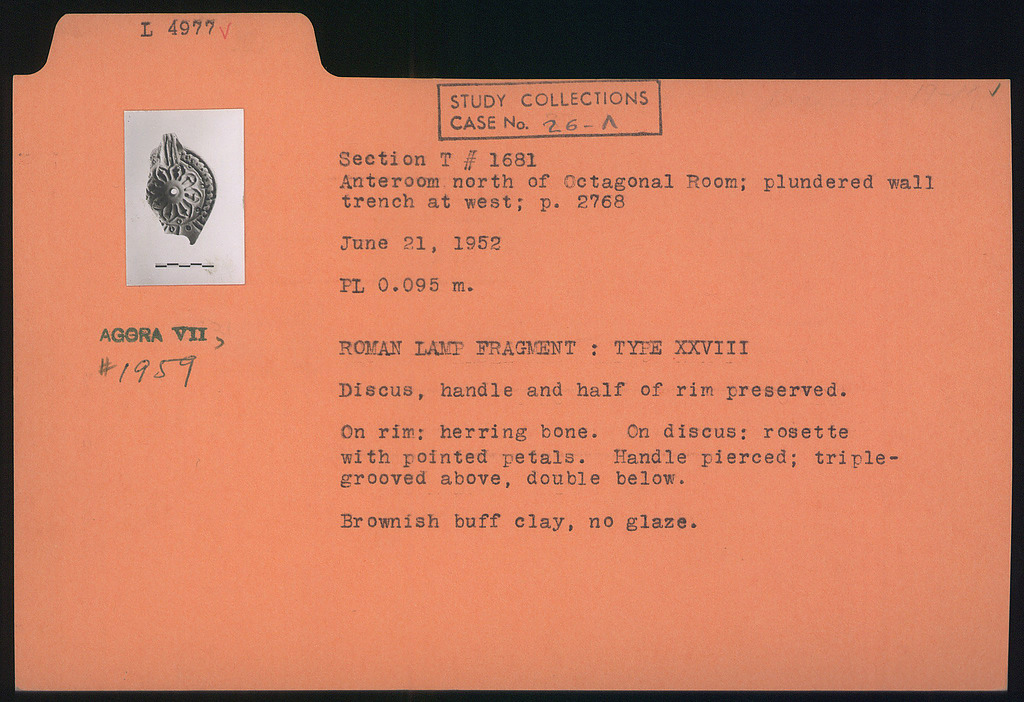 L 4977 ✓
STUDY COLLECTIONS
CASE No. 26-Λ
Section T # 1681
Anteroom north of Octagonal Room; plundered wall
trench at west; p. 2768
June 21, 1952
PL 0.095 m.
AGORA VII,
#1959
ROMAN LAMP FRAGMENT : TYPE XXVIII
Discus, handle and half of rim preserved.
On rim: herring bone. On discus: rosette
with pointed petals. Handle pierced; triple-
grooved above, double below.
Brownish buff clay, no glaze.